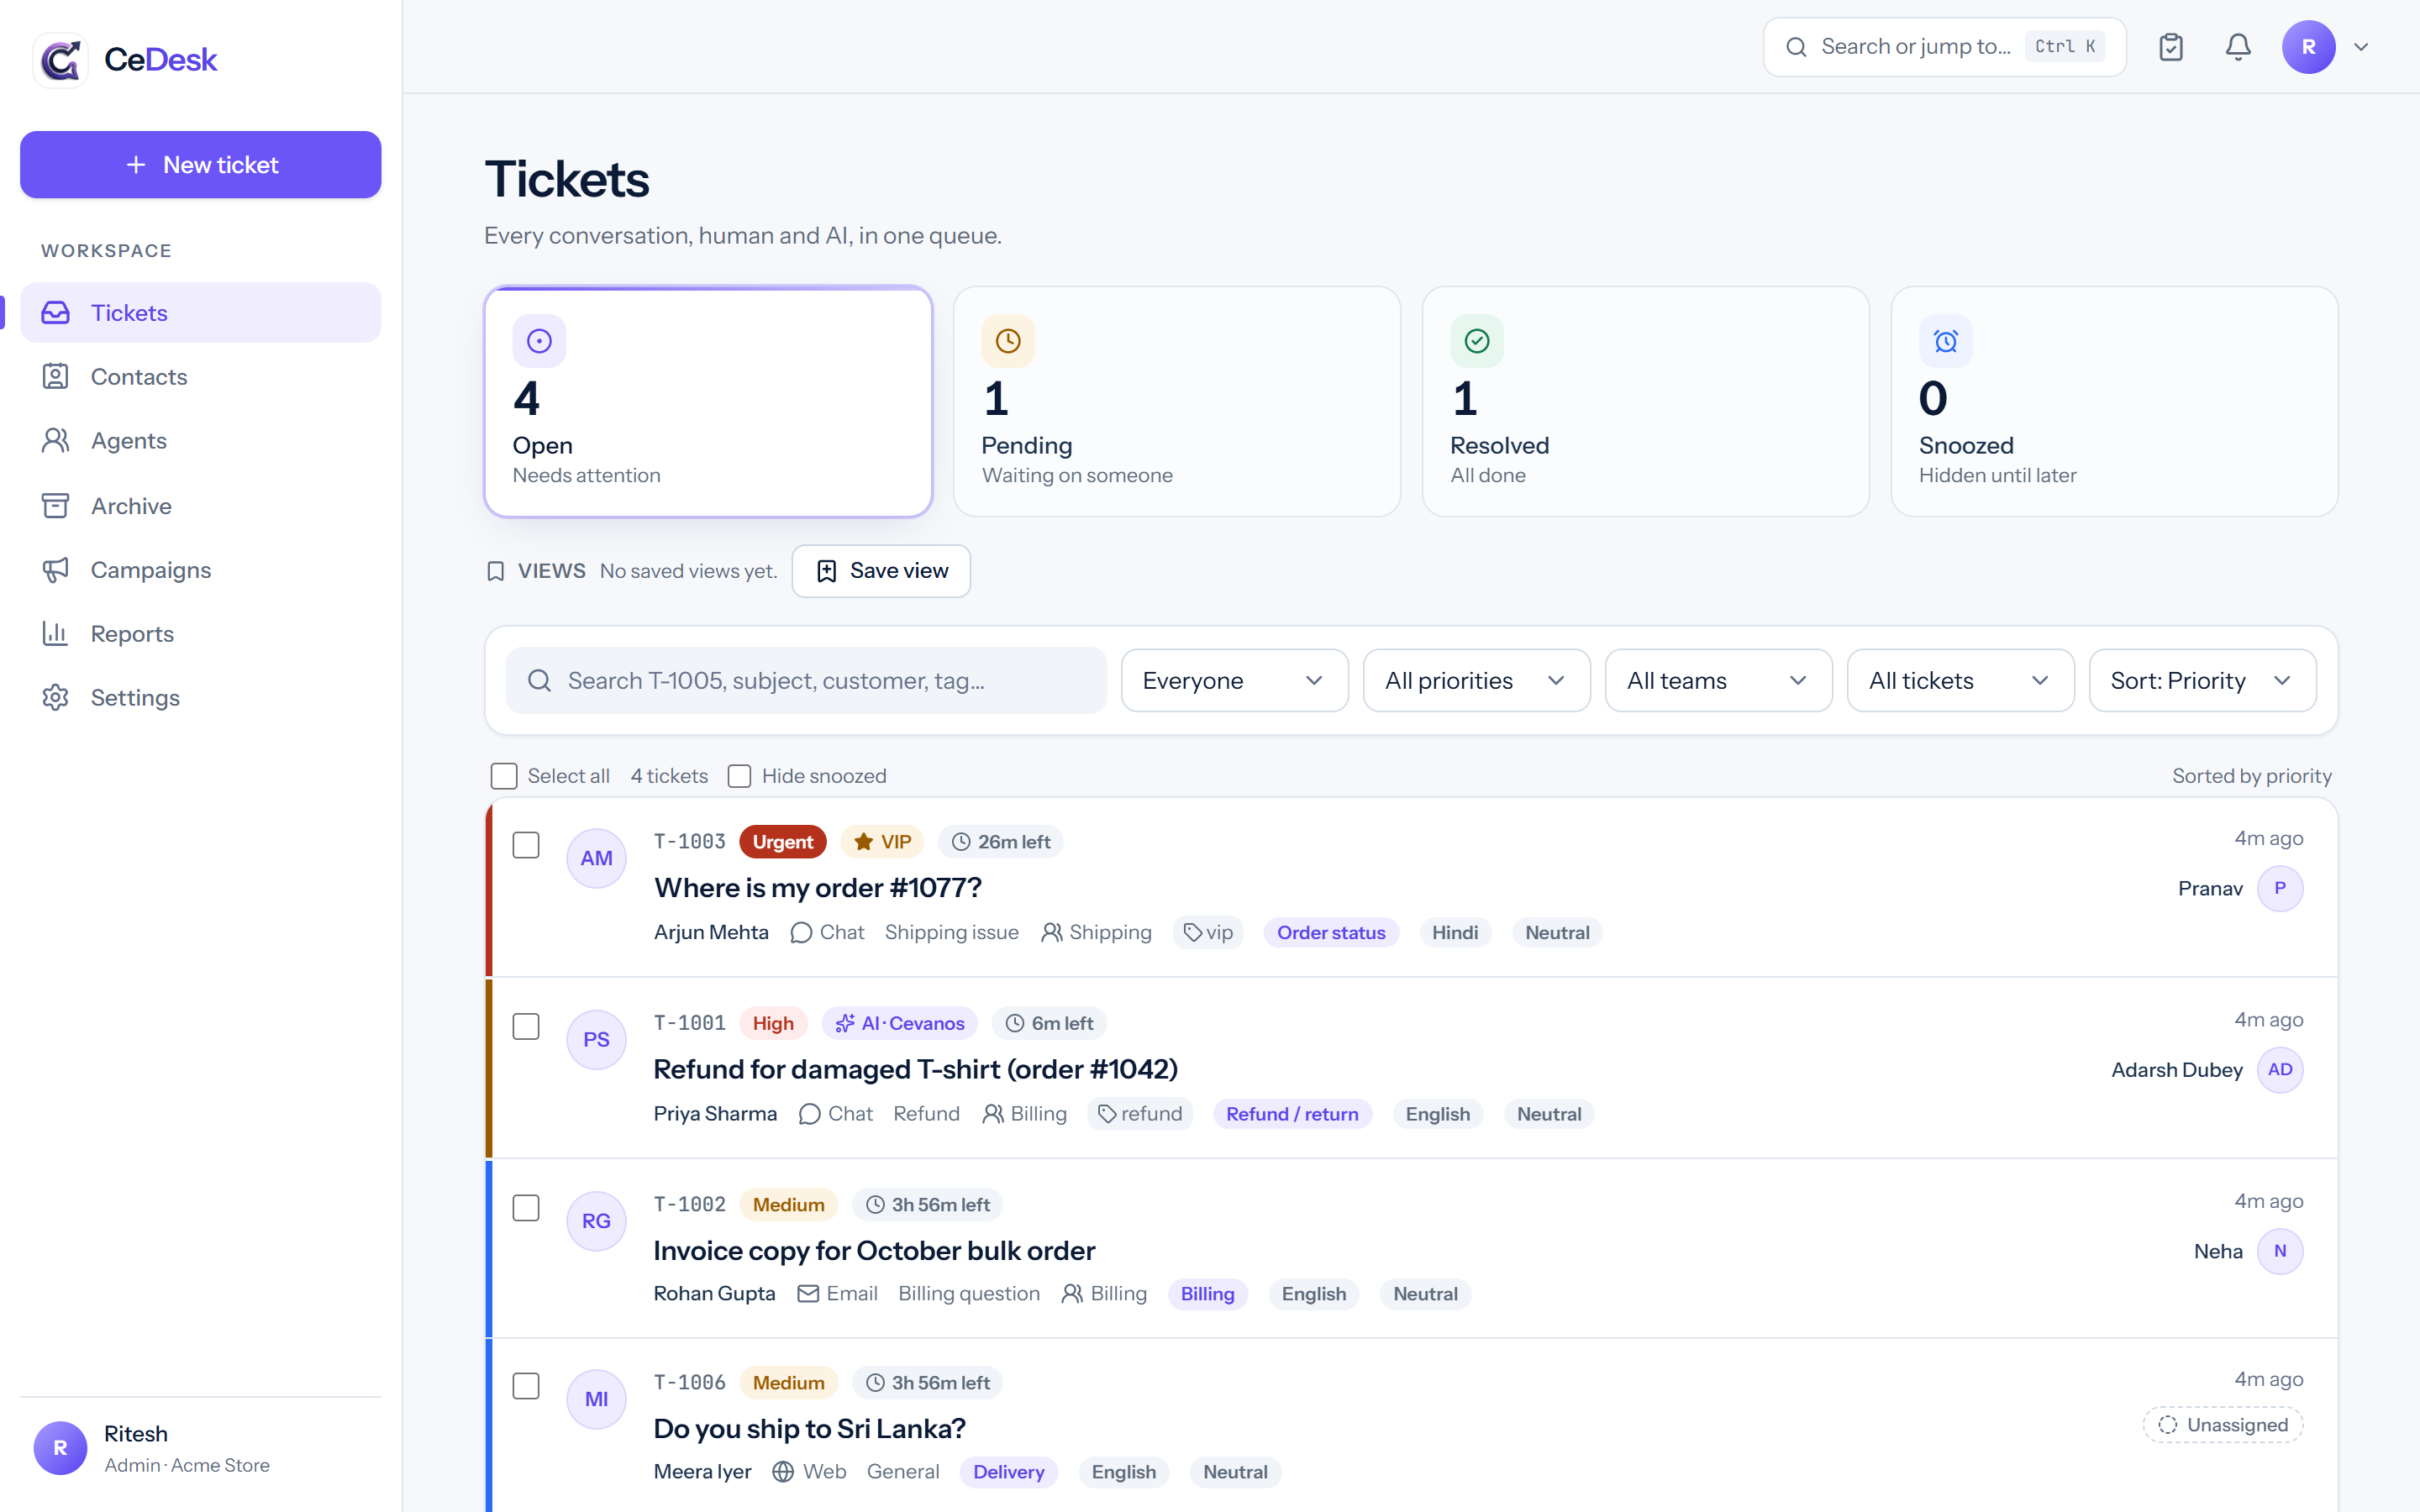 CeDesk
Search or jump to... Ctrl K
R
New ticket
WORKSPACE
Tickets
Contacts
Agents
Archive
Campaigns
Reports
Settings
R
Ritesh
Admin · Acme Store
Tickets
Every conversation, human and AI, in one queue.
4
Open
Needs attention
1
Pending
Waiting on someone
1
Resolved
All done
0
Snoozed
Hidden until later
VIEWS No saved views yet. Save view
Search T-1005, subject, customer, tag... Everyone All priorities All teams All tickets Sort: Priority
Select all 4 tickets Hide snoozed Sorted by priority
AM
T-1003 Urgent VIP 26m left 4m ago
Where is my order #1077? Pranav P
Arjun Mehta Chat Shipping issue Shipping vip Order status Hindi Neutral
PS
T-1001 High AI · Cevanos 6m left 4m ago
Refund for damaged T-shirt (order #1042) Adarsh Dubey AD
Priya Sharma Chat Refund Billing refund Refund / return English Neutral
RG
T-1002 Medium 3h 56m left 4m ago
Invoice copy for October bulk order Neha N
Rohan Gupta Email Billing question Billing Billing English Neutral
MI
T-1006 Medium 3h 56m left 4m ago
Do you ship to Sri Lanka? Unassigned
Meera Iyer Web General Delivery English Neutral